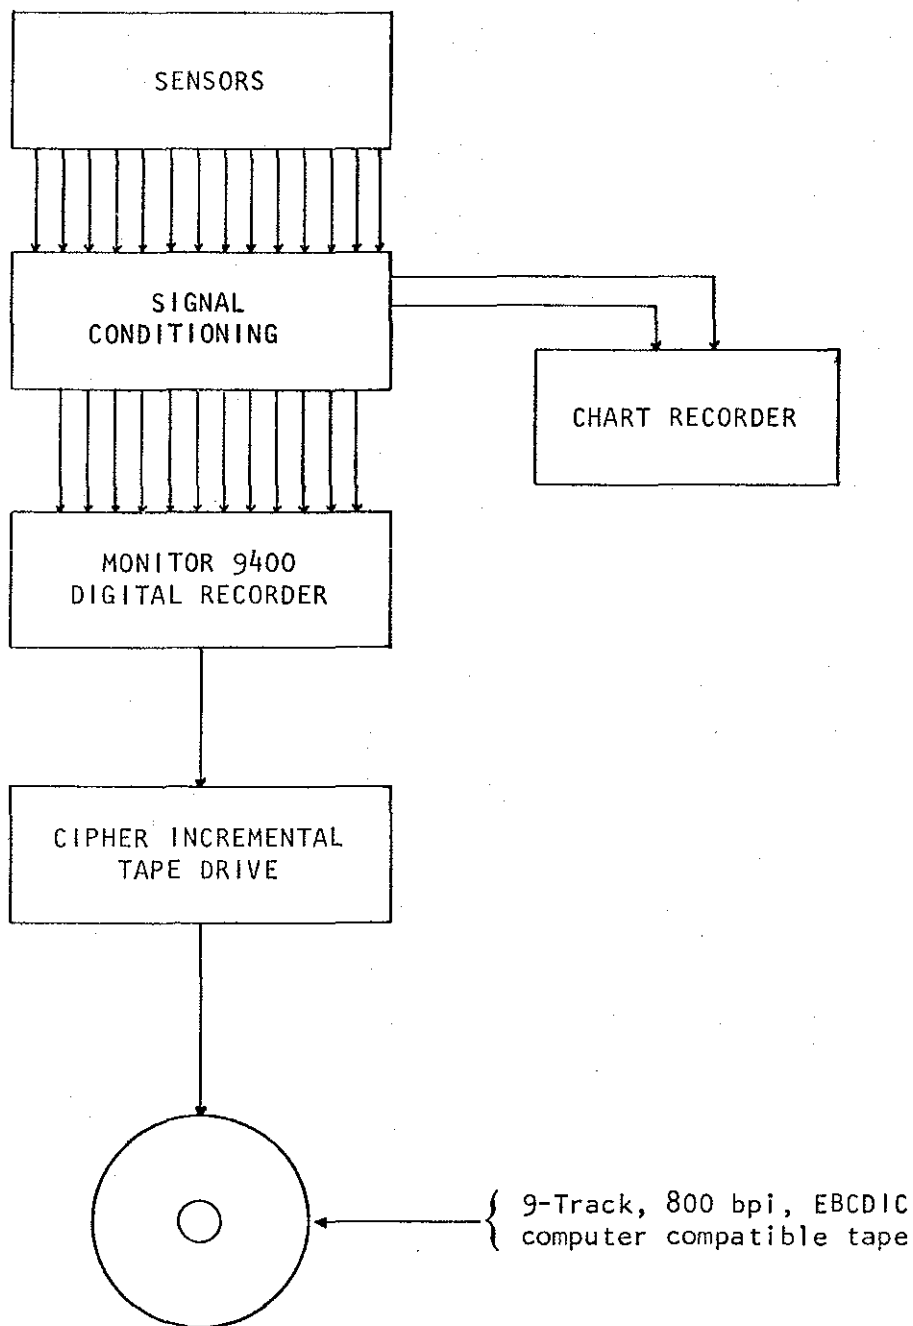 SENSORS
SIGNAL
CONDITIONING
CHART RECORDER
MONITOR 9400
DIGITAL RECORDER
CIPHER INCREMENTAL
TAPE DRIVE
9-Track, 800 bpi, EBCDIC
computer compatible tape